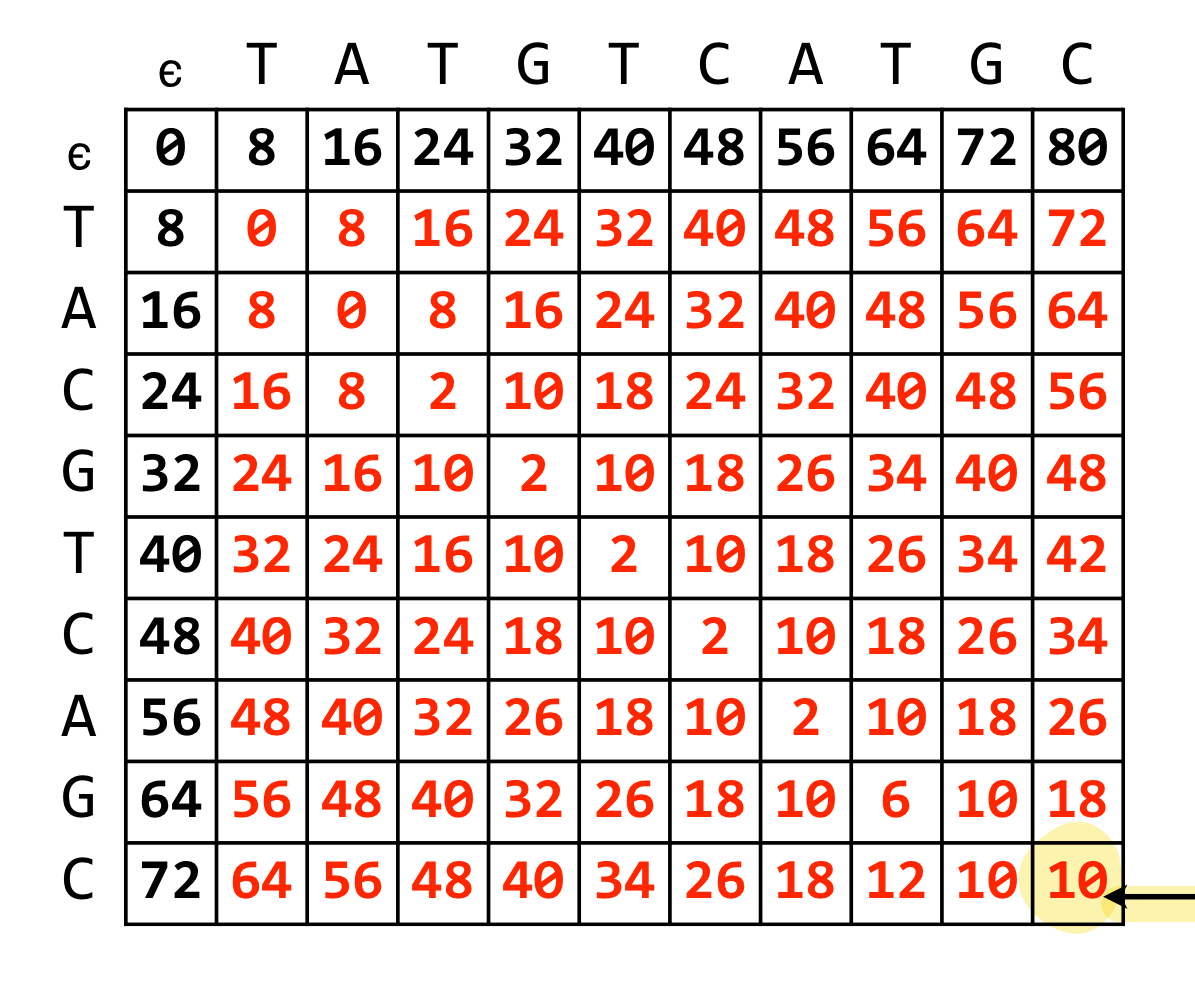 ϵ T A T G T C A T G C
ϵ 0 8 16 24 32 40 48 56 64 72 80
T 8 0 8 16 24 32 40 48 56 64 72
A 16 8 0 8 16 24 32 40 48 56 64
C 24 16 8 2 10 18 24 32 40 48 56
G 32 24 16 10 2 10 18 26 34 40 48
T 40 32 24 16 10 2 10 18 26 34 42
C 48 40 32 24 18 10 2 10 18 26 34
A 56 48 40 32 26 18 10 2 10 18 26
G 64 56 48 40 32 26 18 10 6 10 18
C 72 64 56 48 40 34 26 18 12 10 10